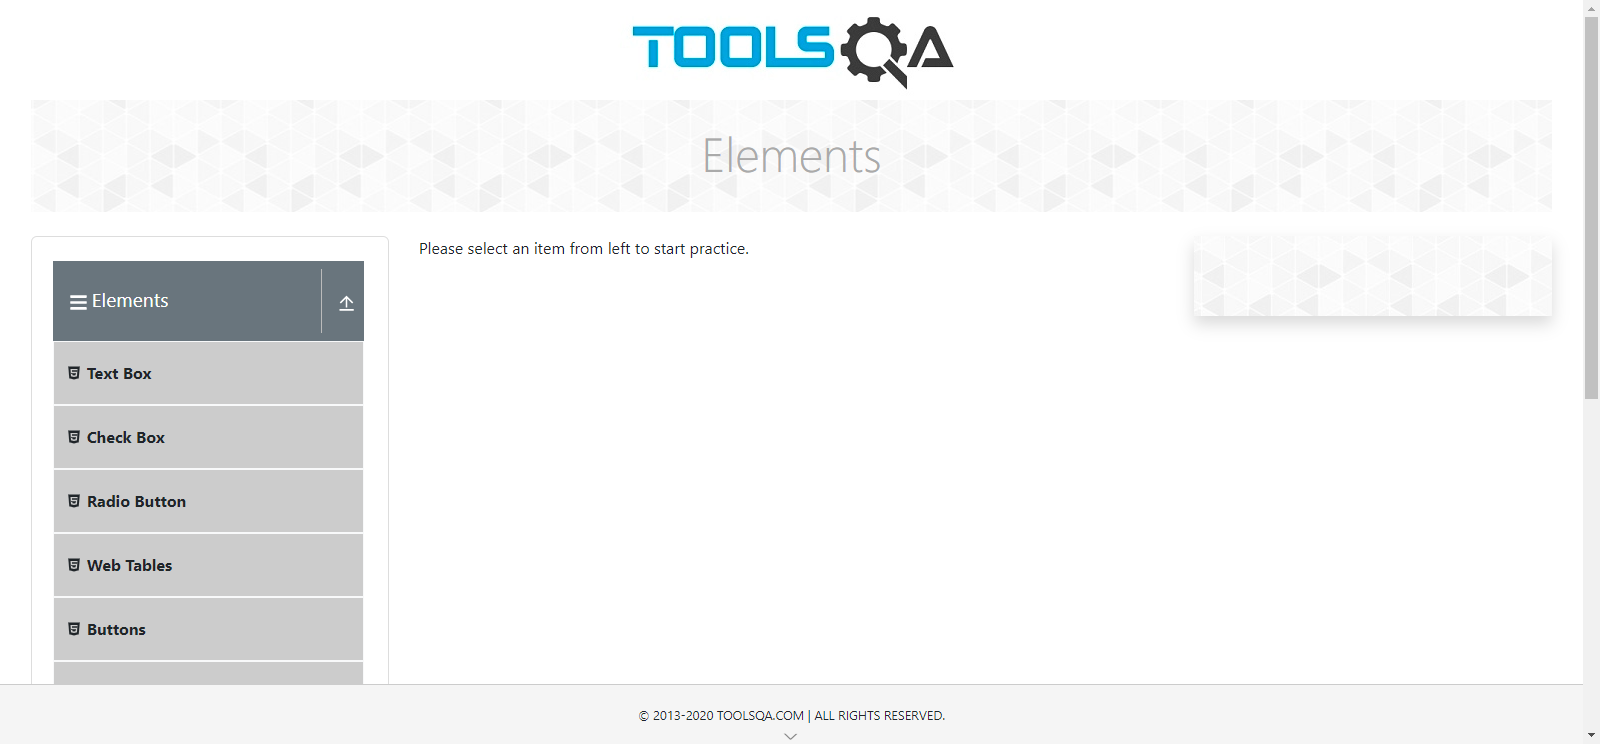 TOOLSQA
Elements
Elements
Please select an item from left to start practice.
Text Box
Check Box
Radio Button
Web Tables
Buttons
© 2013-2020 TOOLSQA.COM | ALL RIGHTS RESERVED.